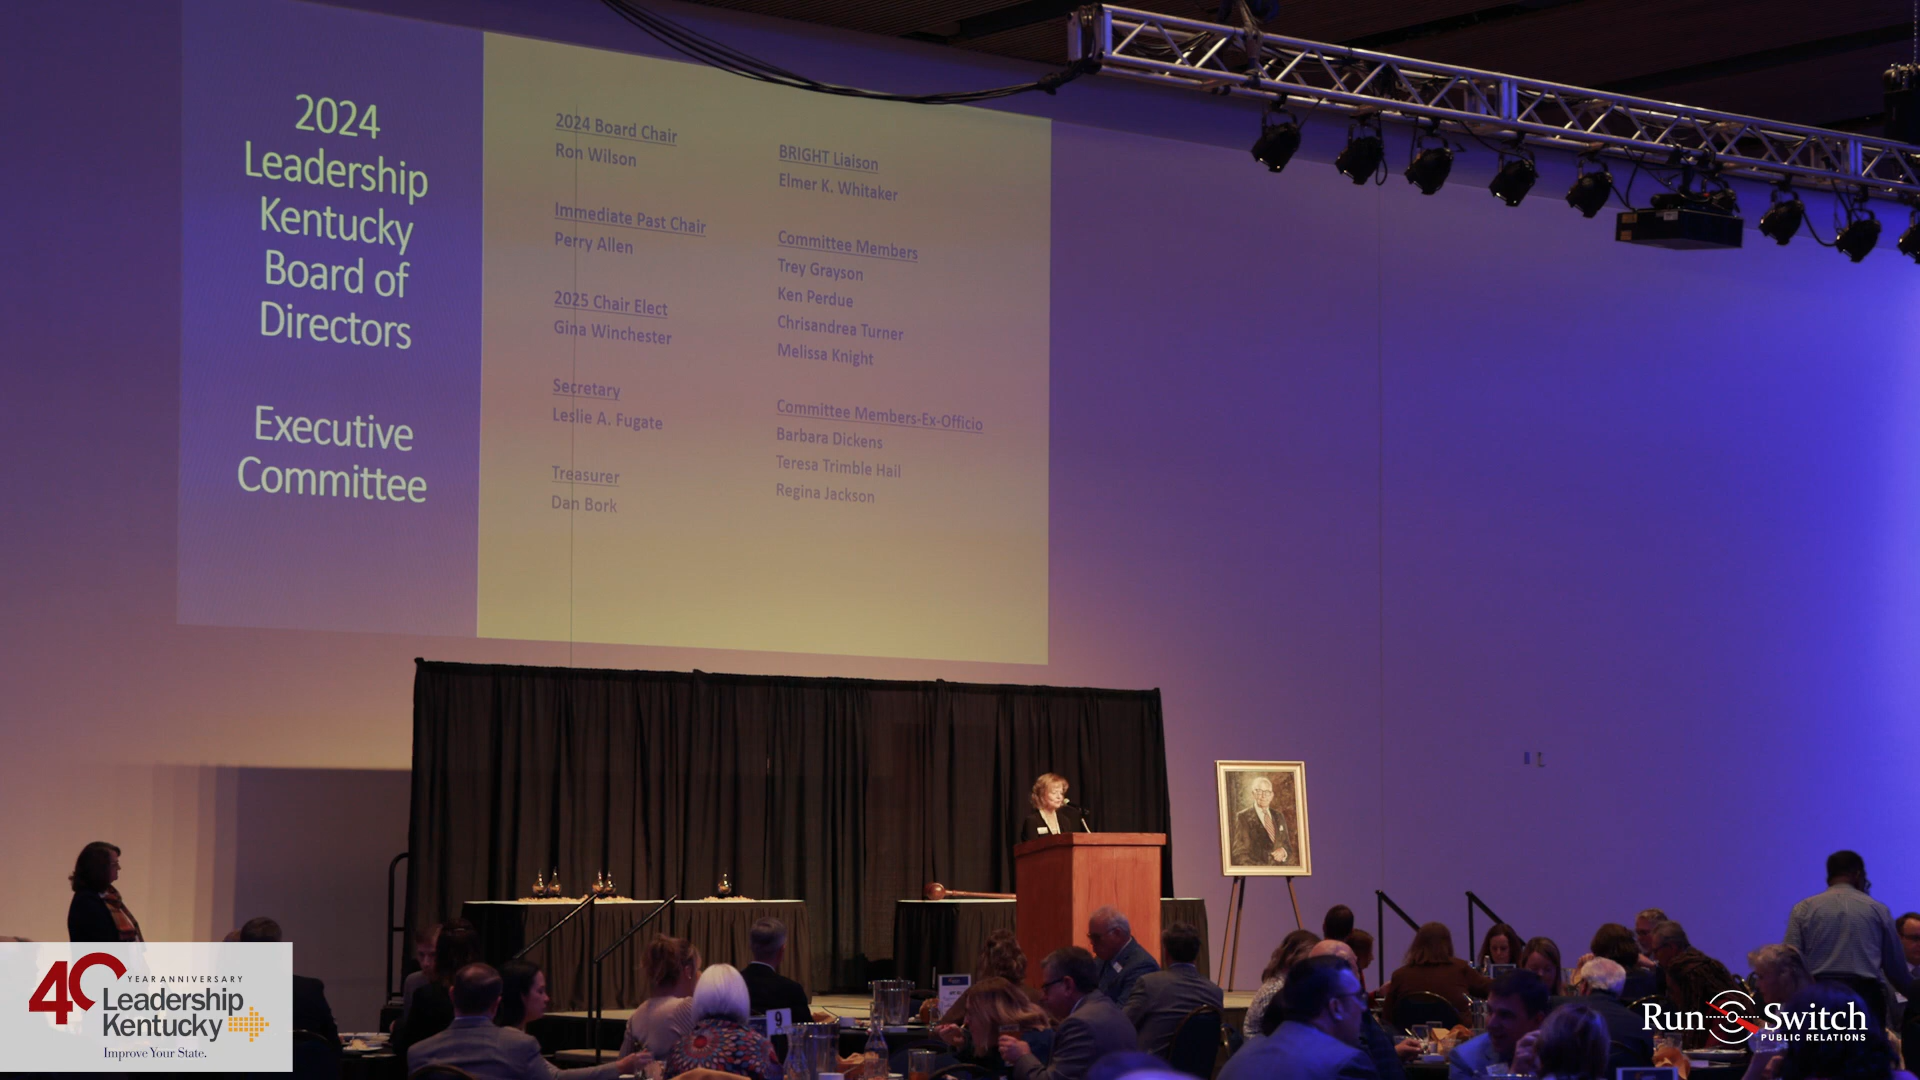 2024
Leadership
Kentucky
Board of
Directors
Executive
Committee
2024 Board Chair
Ron Wilson
Immediate Past Chair
Perry Allen
2025 Chair Elect
Gina Winchester
Secretary
Leslie A. Fugate
Treasurer
Dan Bork
BRIGHT Liaison
Elmer K. Whitaker
Committee Members
Trey Grayson
Ken Perdue
Chrisandrea Turner
Melissa Knight
Committee Members-Ex-Officio
Barbara Dickens
Teresa Trimble Hail
Regina Jackson
9
40 YEAR ANNIVERSARY
Leadership
Kentucky
Improve Your State.
Run Switch
PUBLIC RELATIONS